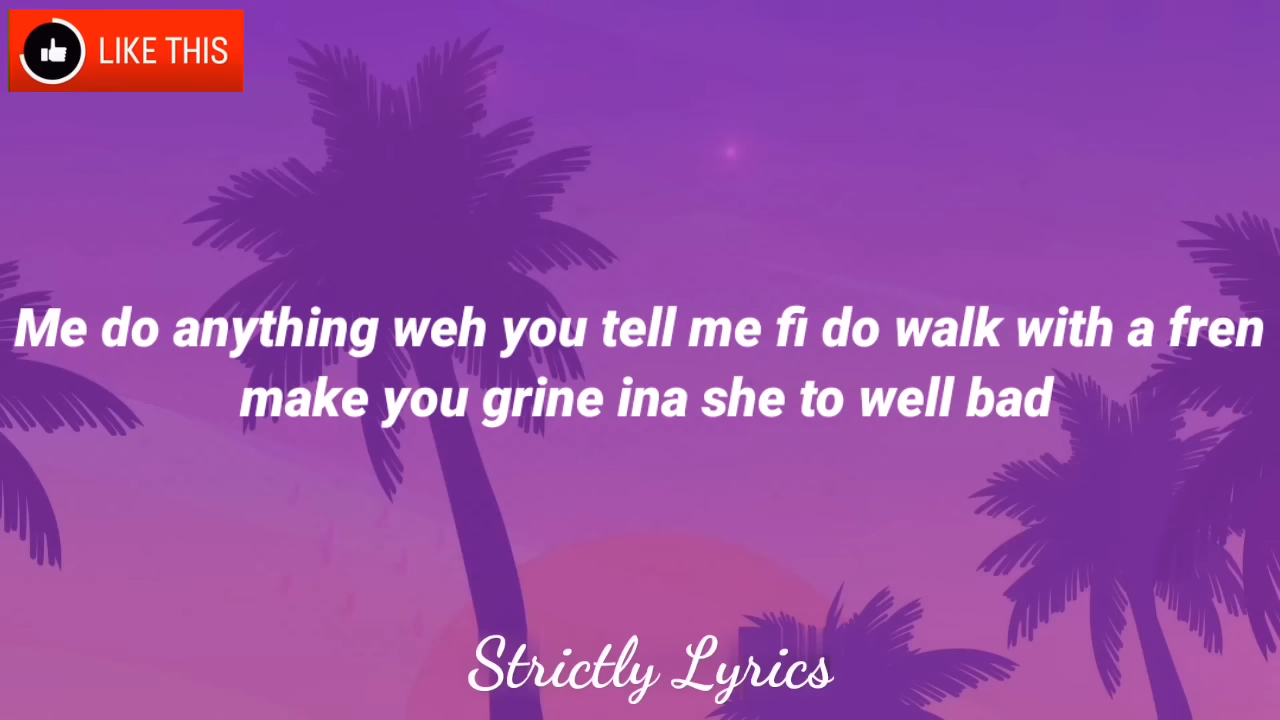 LIKE THIS
Me do anything weh you tell me fi do walk with a fren
make you grine ina she to well bad
Strictly Lyrics